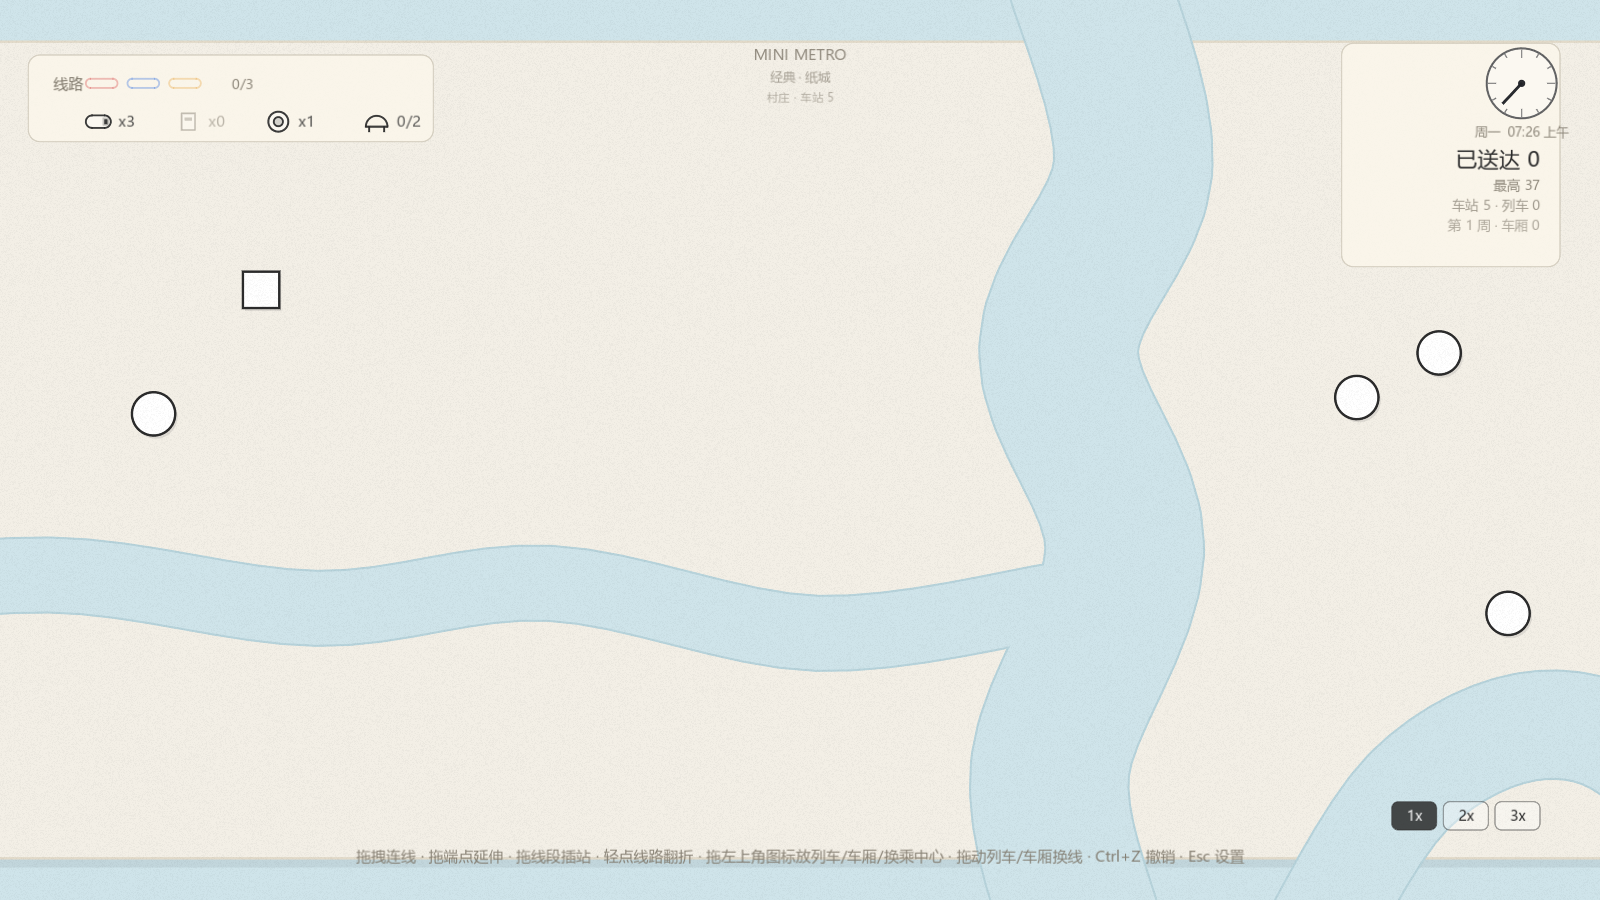 线路 0/3
x3 x0 x1 0/2
MINI METRO
经典 · 纸城
村庄 · 车站 5
周一 07:26 上午
已送达 0
最高 37
车站 5 · 列车 0
第 1 周 · 车厢 0
1x 2x 3x
拖拽连线 · 拖端点延伸 · 拖线段插站 · 轻点线路翻折 · 拖左上角图标放列车/车厢/换乘中心 · 拖动列车/车厢换线 · Ctrl+Z 撤销 · Esc 设置